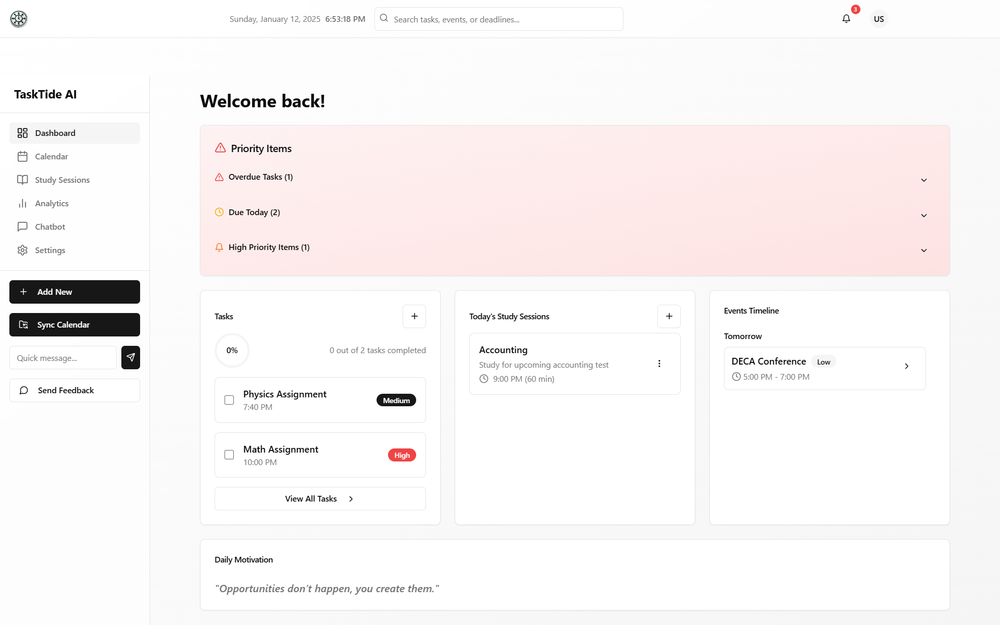 Sunday, January 12, 2025 6:53:18 PM
Search tasks, events, or deadlines...
3
US
TaskTide AI
Dashboard
Calendar
Study Sessions
Analytics
Chatbot
Settings
Add New
Sync Calendar
Quick message...
Send Feedback
Welcome back!
Priority Items
Overdue Tasks (1)
Due Today (2)
High Priority Items (1)
Tasks
0%
0 out of 2 tasks completed
Physics Assignment
7:40 PM
Medium
Math Assignment
10:00 PM
High
View All Tasks
Today's Study Sessions
Accounting
Study for upcoming accounting test
9:00 PM (60 min)
Events Timeline
Tomorrow
DECA Conference
Low
5:00 PM - 7:00 PM
Daily Motivation
"Opportunities don’t happen, you create them."